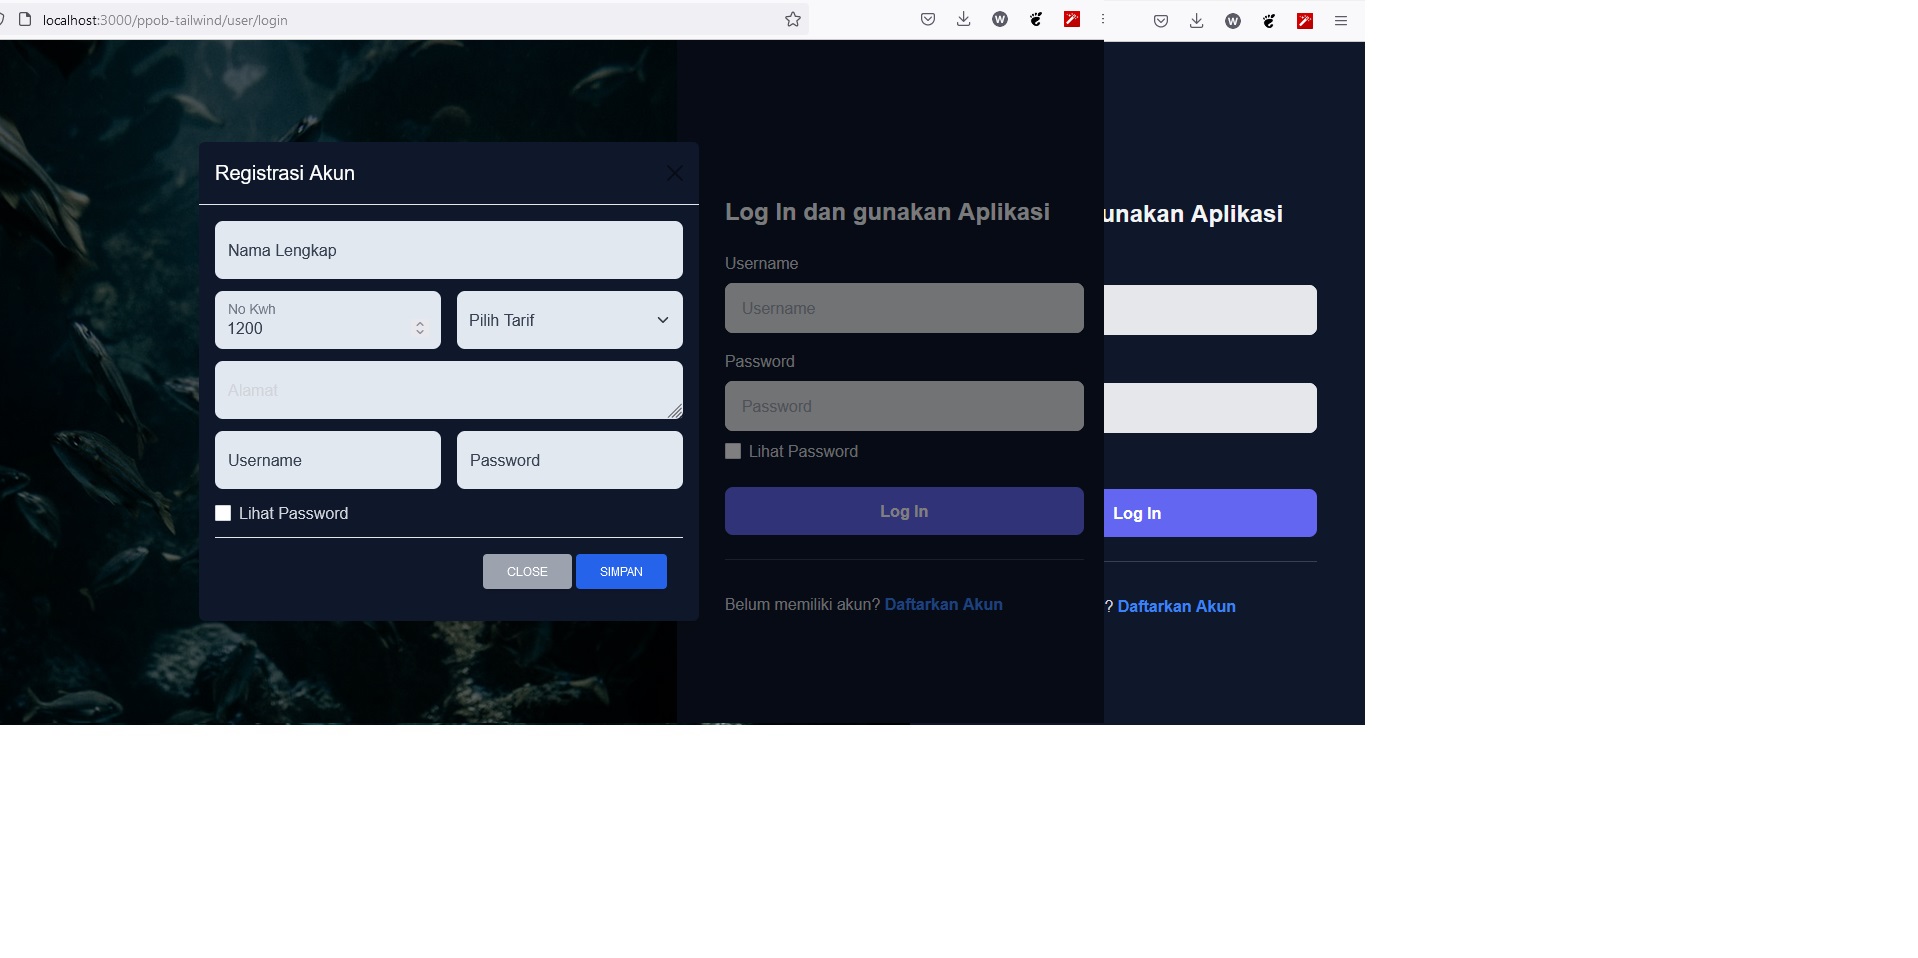 localhost:3000/ppob-tailwind/user/login
Registrasi Akun
Nama Lengkap
No Kwh
1200
Pilih Tarif
Alamat
Username
Password
Lihat Password
CLOSE
SIMPAN
Log In dan gunakan Aplikasi
Username
Username
Password
Password
Lihat Password
Log In
Belum memiliki akun? Daftarkan Akun
unakan Aplikasi
Log In
? Daftarkan Akun